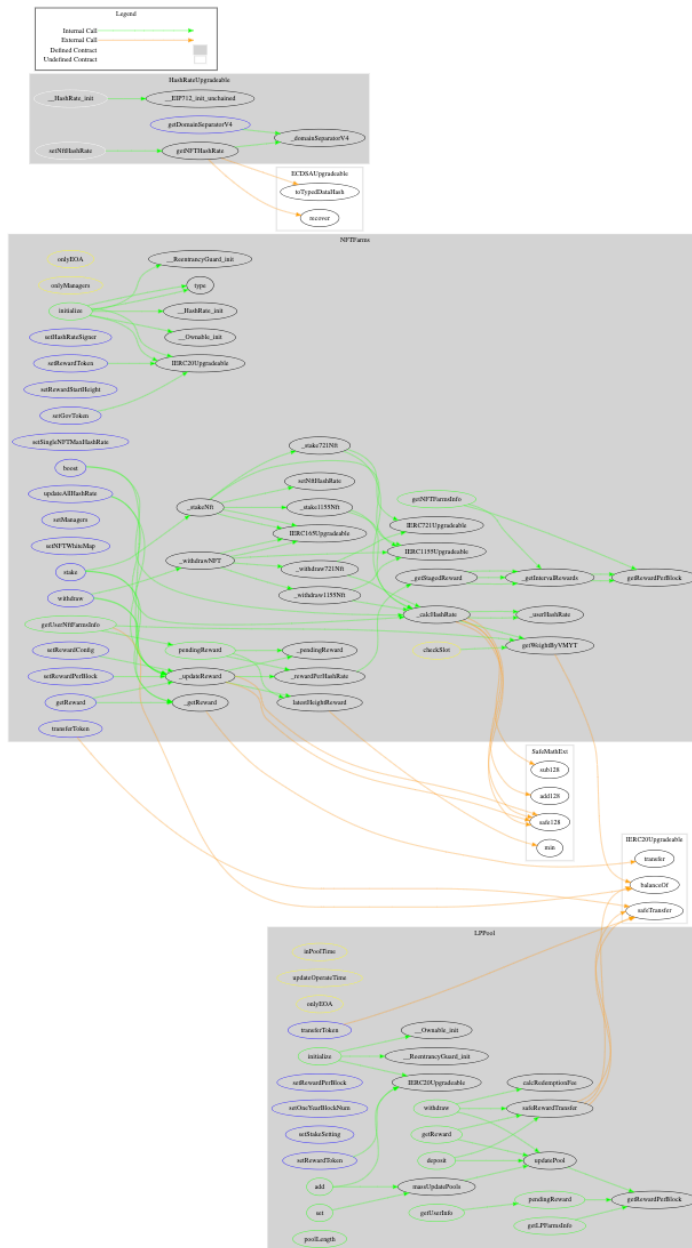 Legend
Internal Call
External Call
Defined Contract
Undefined Contract
HashRateUpgradeable
__HashRate_init
__EIP712_init_unchained
getDomainSeparatorV4
_domainSeparatorV4
setNftHashRate
getNFTHashRate
ECDSAUpgradeable
toTypedDataHash
recover
NFTFarms
onlyEOA
__ReentrancyGuard_init
onlyManagers
type
initialize
__HashRate_init
setHashRateSigner
__Ownable_init
setRewardToken
IERC20Upgradeable
setRewardStartHeight
setGovToken
setSingleNFTMaxHashRate
_stake721Nft
boost
updateAllHashRate
setNftHashRate
getNFTFarmsInfo
_stakeNft
_stake1155Nft
setManagers
IERC165Upgradeable
IERC721Upgradeable
setNFTWhiteMap
_withdrawNFT
IERC1155Upgradeable
stake
_withdraw721Nft
_getStagedReward
_getIntervalRewards
getRewardPerBlock
withdraw
_withdraw1155Nft
_calcHashRate
_userHashRate
getUserNftFarmsInfo
setRewardConfig
pendingReward
_pendingReward
checkSlot
getWeightByVMYT
setRewardPerBlock
_updateReward
_rewardPerHashRate
getReward
_getReward
latestHeightReward
transferToken
SafeMathExt
sub128
add128
safe128
min
IERC20Upgradeable
transfer
balanceOf
safeTransfer
LPPool
inPoolTime
updateOperateTime
onlyEOA
transferToken
__Ownable_init
initialize
__ReentrancyGuard_init
setRewardPerBlock
IERC20Upgradeable
calcRedemptionFee
setOneYearBlockNum
withdraw
safeRewardTransfer
setStakeSetting
getReward
setRewardToken
deposit
updatePool
add
massUpdatePools
set
getUserInfo
pendingReward
getRewardPerBlock
poolLength
getLPFarmsInfo